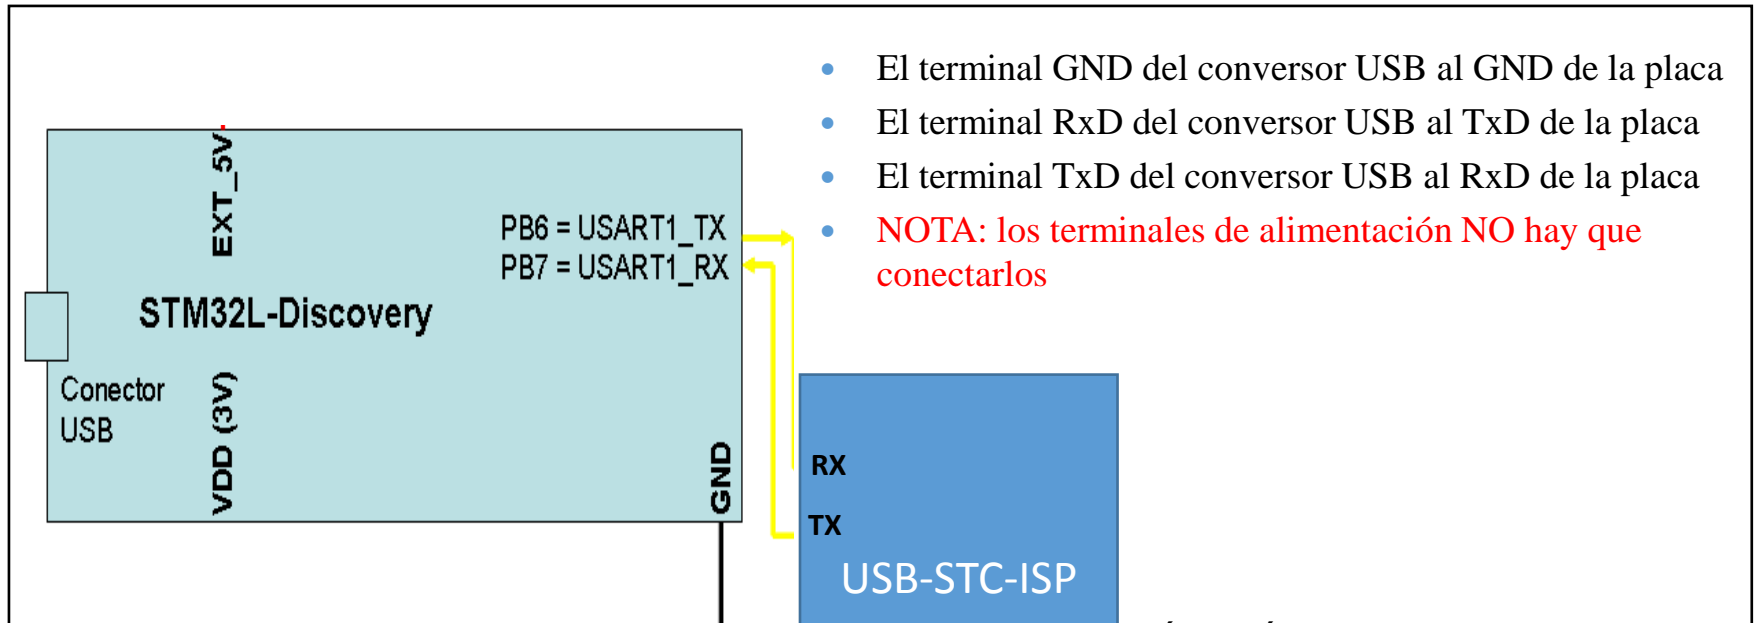 El terminal GND del conversor USB al GND de la placa
El terminal RxD del conversor USB al TxD de la placa
El terminal TxD del conversor USB al RxD de la placa
NOTA: los terminales de alimentación NO hay que
conectarlos
EXT_5V
PB6 = USART1_TX
PB7 = USART1_RX
STM32L-Discovery
Conector
USB
VDD (3V)
GND
RX
TX
USB-STC-ISP